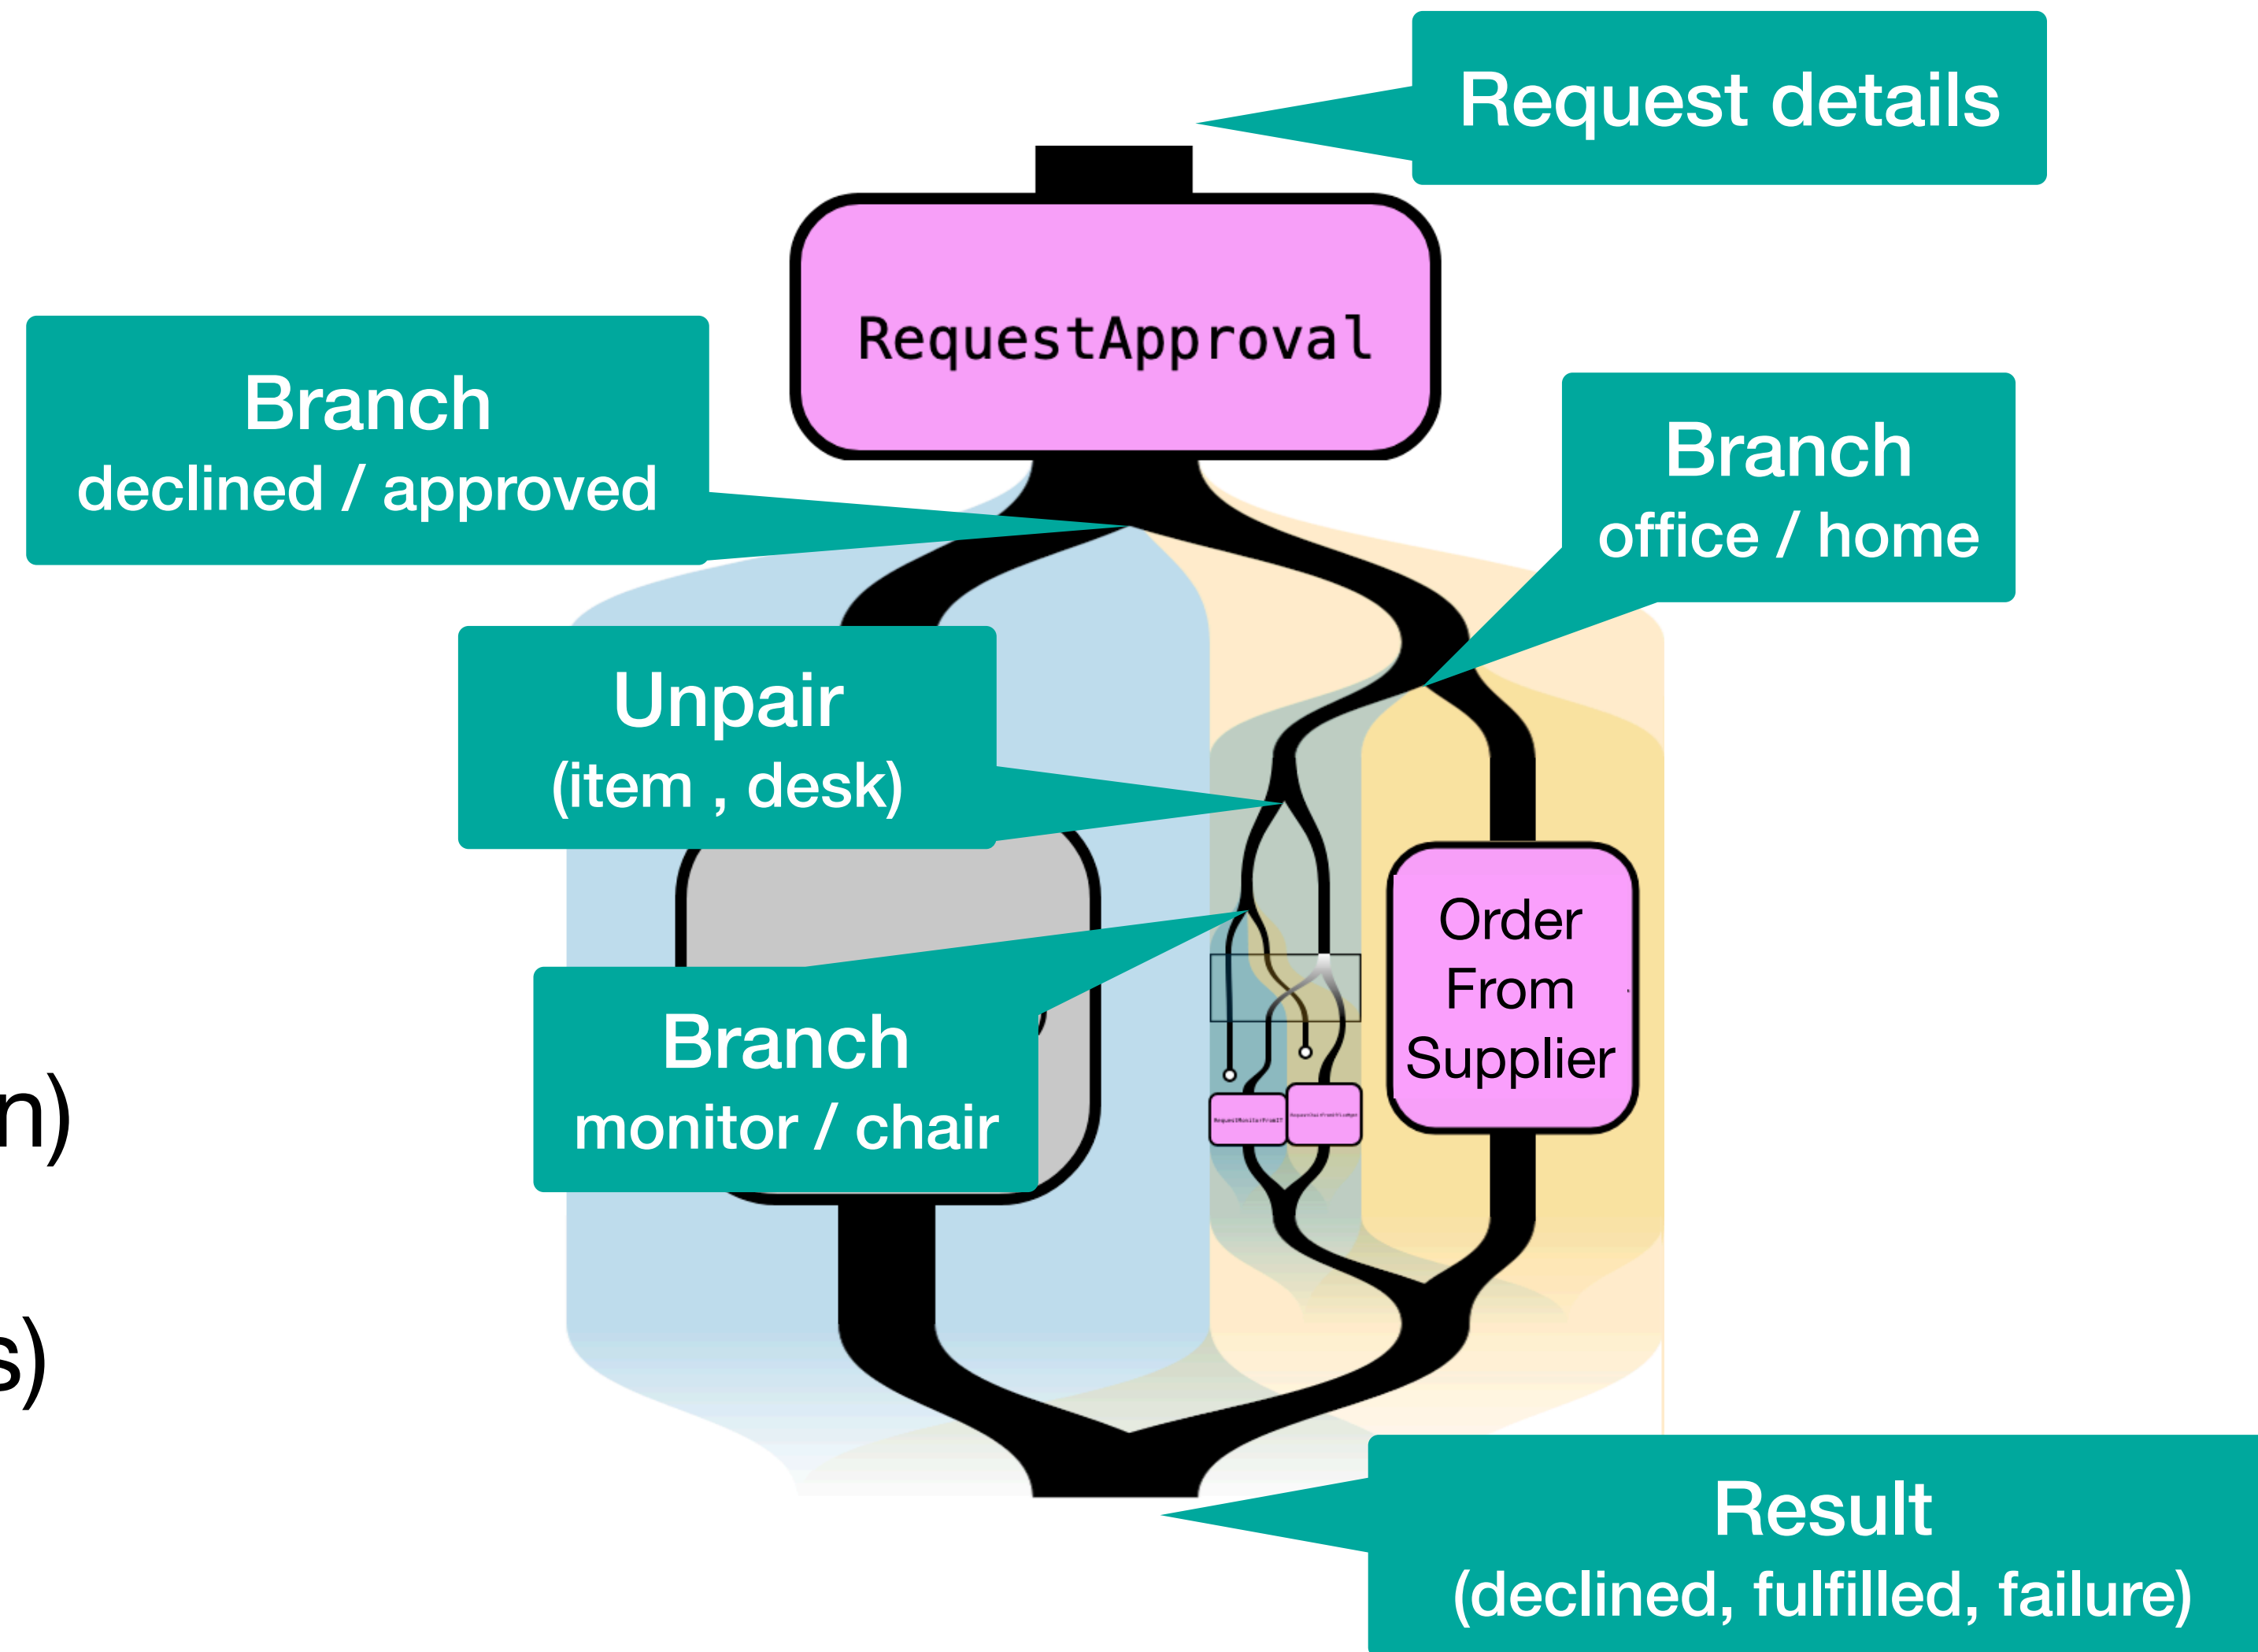 Request details
RequestApproval
Branch
declined / approved
Branch
office / home
Unpair
(item , desk)
Order
From
Supplier
Branch
monitor / chair
n)
RequestMonitorFromIT
s)
Result
(declined, fulfilled, failure)